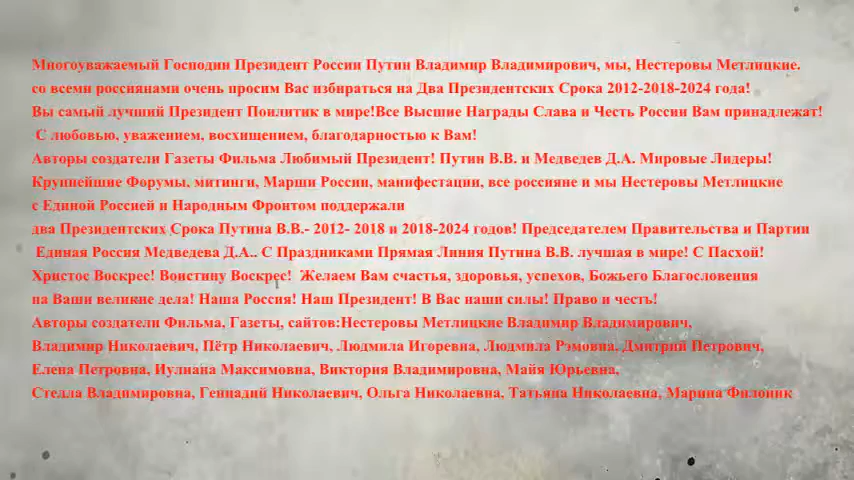 Многоуважаемый Господин Президент России Путин Владимир Владимирович, мы, Нестеровы Метлицкие.
со всеми россиянами очень просим Вас избираться на Два Президентских Срока 2012-2018-2024 года!
Вы самый лучший Президент Поилитик в мире!Все Высшие Награды Слава и Честь России Вам принадлежат!
С любовью, уважением, восхищением, благодарностью к Вам!
Авторы создатели Газеты Фильма Любимый Президент! Путин В.В. и Медведев Д.А. Мировые Лидеры!
Крупнейшие Форумы, митинги, Марши России, манифестации, все россияне и мы Нестеровы Метлицкие
с Единой Россией и Народным Фронтом поддержали
два Президентских Срока Путина В.В.- 2012- 2018 и 2018-2024 годов! Председателем Правительства и Партии
Единая Россия Медведева Д.А.. С Праздниками Прямая Линия Путина В.В. лучшая в мире! С Пасхой!
Христос Воскрес! Воистину Воскрес! Желаем Вам счастья, здоровья, успехов, Божьего Благословения
на Ваши великие дела! Наша Россия! Наш Президент! В Вас наши силы! Право и честь!
Авторы создатели Фильма, Газеты, сайтов:Нестеровы Метлицкие Владимир Владимирович,
Владимир Николаевич, Пётр Николаевич, Людмила Игоревна, Людмила Рэмовна, Дмитрий Петрович,
Елена Петровна, Иулиана Максимовна, Виктория Владимировна, Майя Юрьевна,
Стелла Владимировна, Геннадий Николаевич, Ольга Николаевна, Татьяна Николаевна, Марина Филоник